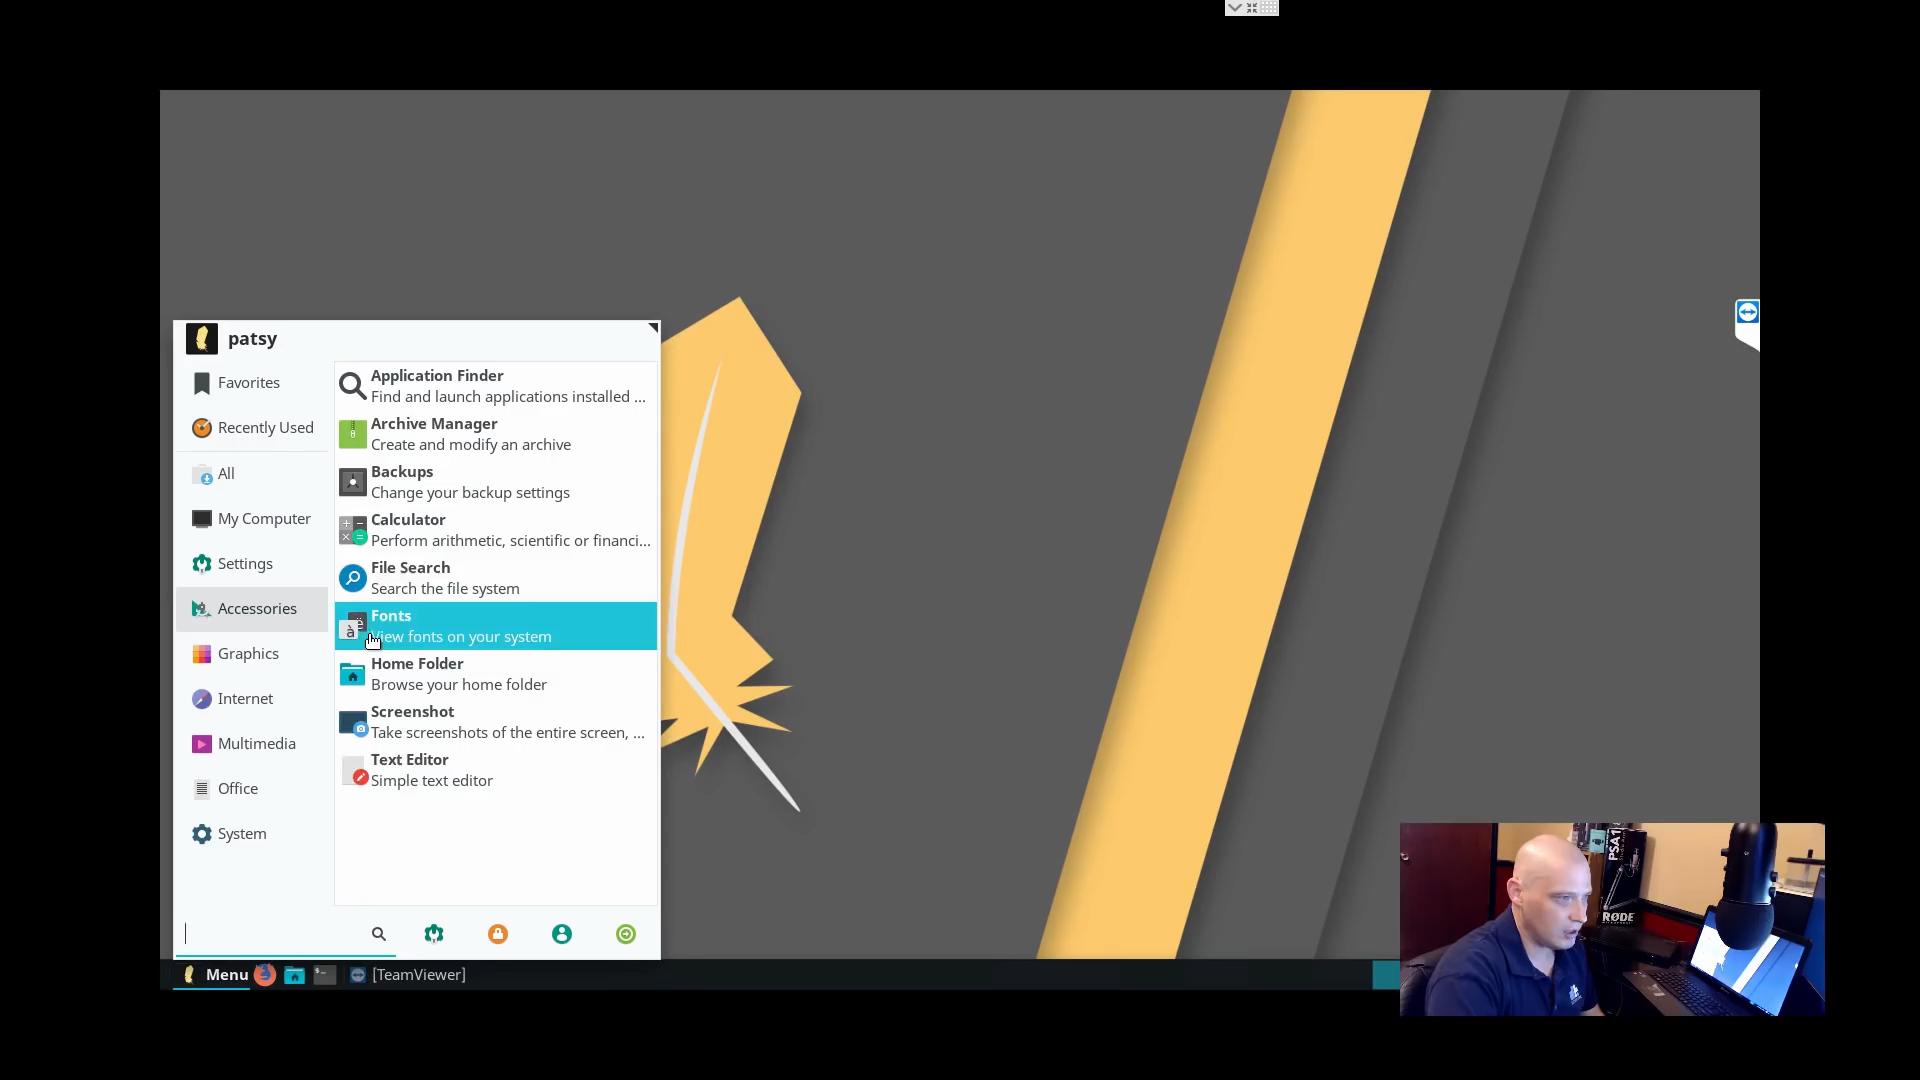 patsy
Favorites
Recently Used
All
My Computer
Settings
Accessories
Graphics
Internet
Multimedia
Office
System
Application Finder
Find and launch applications installed ...
Archive Manager
Create and modify an archive
Backups
Change your backup settings
Calculator
Perform arithmetic, scientific or financi...
File Search
Search the file system
Fonts
View fonts on your system
Home Folder
Browse your home folder
Screenshot
Take screenshots of the entire screen, ...
Text Editor
Simple text editor
Menu
[TeamViewer]
PSA1
RØDE